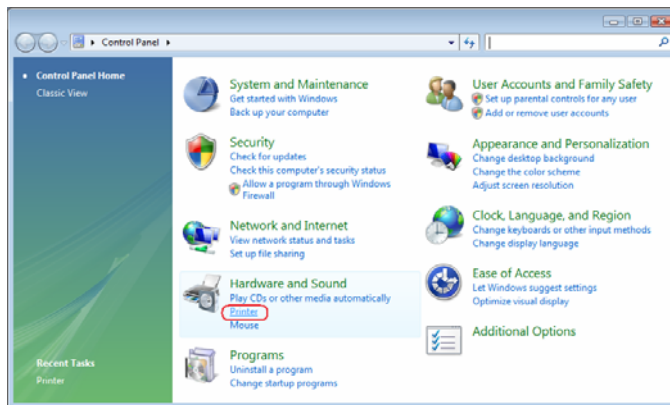 Control Panel
Control Panel Home
Classic View
System and Maintenance
Get started with Windows
Back up your computer
Security
Check for updates
Check this computer's security status
Allow a program through Windows
Firewall
Network and Internet
View network status and tasks
Set up file sharing
Hardware and Sound
Play CDs or other media automatically
Printer
Mouse
Programs
Uninstall a program
Change startup programs
User Accounts and Family Safety
Set up parental controls for any user
Add or remove user accounts
Appearance and Personalization
Change desktop background
Change the color scheme
Adjust screen resolution
Clock, Language, and Region
Change keyboards or other input methods
Change display language
Ease of Access
Let Windows suggest settings
Optimize visual display
Additional Options
Recent Tasks
Printer